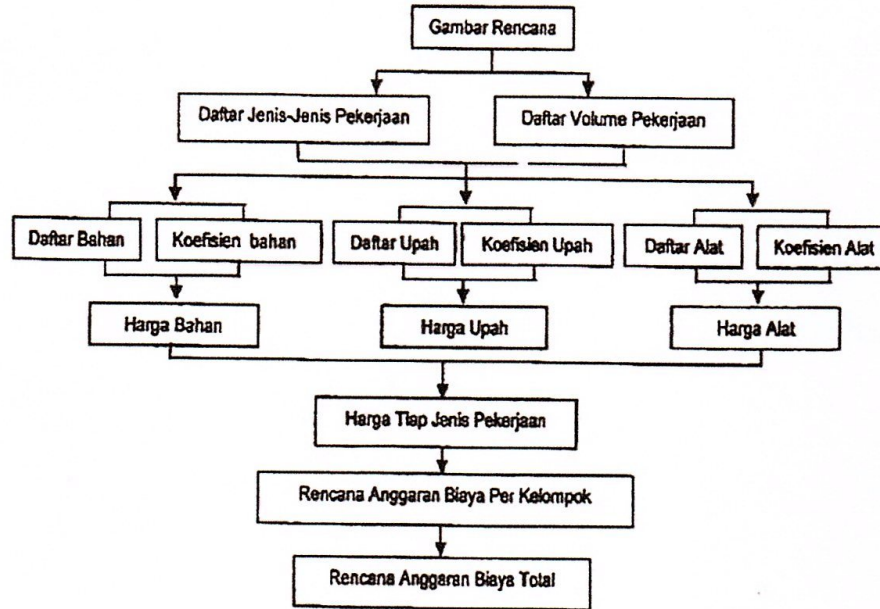 Gambar Rencana
Daftar Jenis-Jenis Pekerjaan
Daftar Volume Pekerjaan
Daftar Bahan
Koefisien bahan
Daftar Upah
Koefisien Upah
Daftar Alat
Koefisien Alat
Harga Bahan
Harga Upah
Harga Alat
Harga Tiap Jenis Pekerjaan
Rencana Anggaran Biaya Per Kelompok
Rencana Anggaran Biaya Total